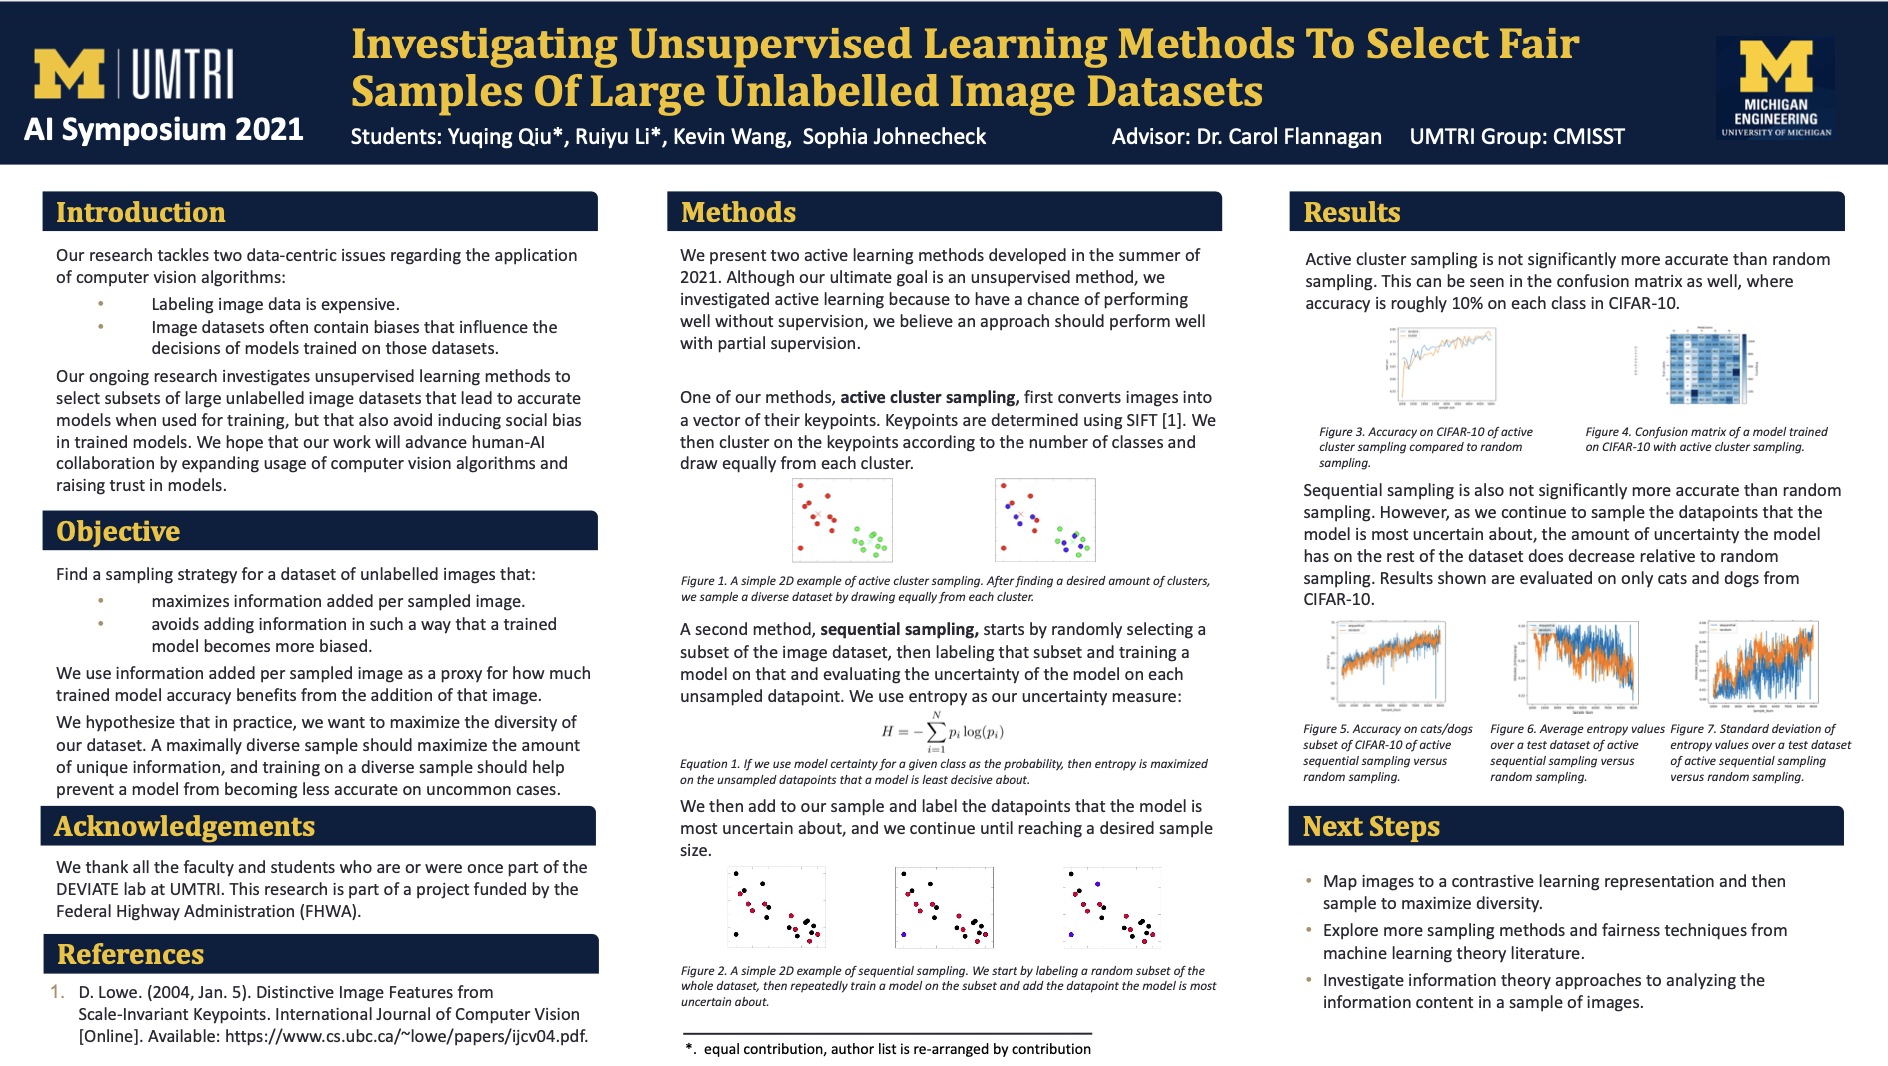 M | UMTRI
AI Symposium 2021
Investigating Unsupervised Learning Methods To Select Fair
Samples Of Large Unlabelled Image Datasets
Students: Yuqing Qiu*, Ruiyu Li*, Kevin Wang, Sophia Johnecheck
Advisor: Dr. Carol Flannagan UMTRI Group: CMISST
M
MICHIGAN
ENGINEERING
UNIVERSITY OF MICHIGAN
Introduction
Our research tackles two data-centric issues regarding the application
of computer vision algorithms:
• Labeling image data is expensive.
• Image datasets often contain biases that influence the
decisions of models trained on those datasets.
Our ongoing research investigates unsupervised learning methods to
select subsets of large unlabelled image datasets that lead to accurate
models when used for training, but that also avoid inducing social bias
in trained models. We hope that our work will advance human-AI
collaboration by expanding usage of computer vision algorithms and
raising trust in models.
Objective
Find a sampling strategy for a dataset of unlabelled images that:
• maximizes information added per sampled image.
• avoids adding information in such a way that a trained
model becomes more biased.
We use information added per sampled image as a proxy for how much
trained model accuracy benefits from the addition of that image.
We hypothesize that in practice, we want to maximize the diversity of
our dataset. A maximally diverse sample should maximize the amount
of unique information, and training on a diverse sample should help
prevent a model from becoming less accurate on uncommon cases.
Acknowledgements
We thank all the faculty and students who are or were once part of the
DEVIATE lab at UMTRI. This research is part of a project funded by the
Federal Highway Administration (FHWA).
References
1. D. Lowe. (2004, Jan. 5). Distinctive Image Features from
Scale-Invariant Keypoints. International Journal of Computer Vision
[Online]. Available: https://www.cs.ubc.ca/~lowe/papers/ijcv04.pdf.
Methods
We present two active learning methods developed in the summer of
2021. Although our ultimate goal is an unsupervised method, we
investigated active learning because to have a chance of performing
well without supervision, we believe an approach should perform well
with partial supervision.
One of our methods, active cluster sampling, first converts images into
a vector of their keypoints. Keypoints are determined using SIFT [1]. We
then cluster on the keypoints according to the number of classes and
draw equally from each cluster.
Figure 1. A simple 2D example of active cluster sampling. After finding a desired amount of clusters,
we sample a diverse dataset by drawing equally from each cluster.
A second method, sequential sampling, starts by randomly selecting a
subset of the image dataset, then labeling that subset and training a
model on that and evaluating the uncertainty of the model on each
unsampled datapoint. We use entropy as our uncertainty measure:
H = − ∑_{i=1}^{N} p_i log(p_i)
Equation 1. If we use model certainty for a given class as the probability, then entropy is maximized
on the unsampled datapoints that a model is least decisive about.
We then add to our sample and label the datapoints that the model is
most uncertain about, and we continue until reaching a desired sample
size.
Figure 2. A simple 2D example of sequential sampling. We start by labeling a random subset of the
whole dataset, then repeatedly train a model on the subset and add the datapoint the model is most
uncertain about.
*. equal contribution, author list is re-arranged by contribution
Results
Active cluster sampling is not significantly more accurate than random
sampling. This can be seen in the confusion matrix as well, where
accuracy is roughly 10% on each class in CIFAR-10.
Figure 3. Accuracy on CIFAR-10 of active
cluster sampling compared to random
sampling.
Figure 4. Confusion matrix of a model trained
on CIFAR-10 with active cluster sampling.
Sequential sampling is also not significantly more accurate than random
sampling. However, as we continue to sample the datapoints that the
model is most uncertain about, the amount of uncertainty the model
has on the rest of the dataset does decrease relative to random
sampling. Results shown are evaluated on only cats and dogs from
CIFAR-10.
Figure 5. Accuracy on cats/dogs
subset of CIFAR-10 of active
sequential sampling versus
random sampling.
Figure 6. Average entropy values
over a test dataset of active
sequential sampling versus
random sampling.
Figure 7. Standard deviation of
entropy values over a test dataset
of active sequential sampling
versus random sampling.
Next Steps
• Map images to a contrastive learning representation and then
sample to maximize diversity.
• Explore more sampling methods and fairness techniques from
machine learning theory literature.
• Investigate information theory approaches to analyzing the
information content in a sample of images.